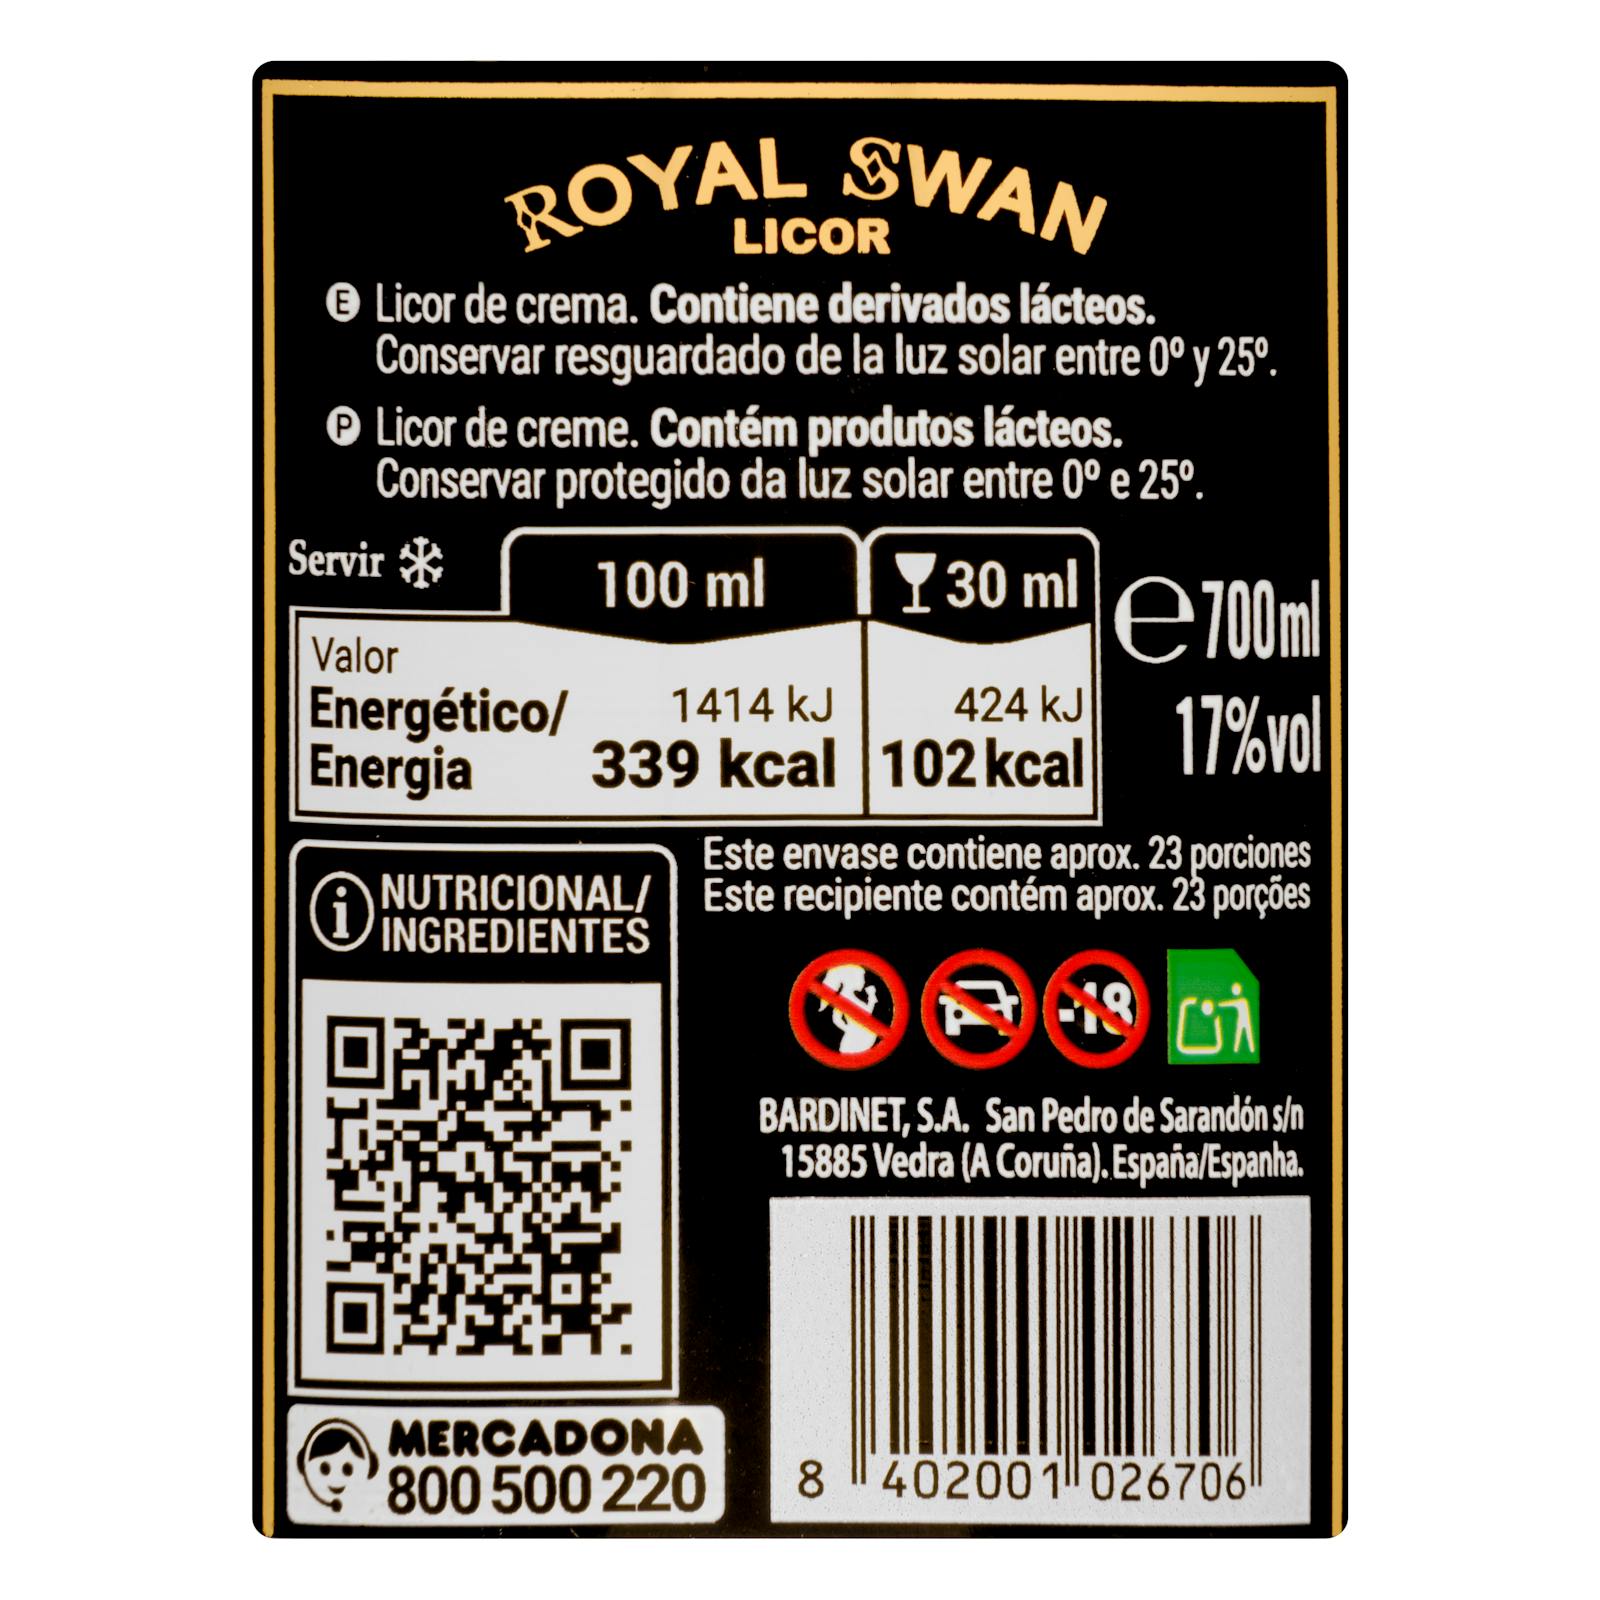 ROYAL SWAN
LICOR
E Licor de crema. Contiene derivados lácteos.
Conservar resguardado de la luz solar entre 0º y 25º.
P Licor de creme. Contém produtos lácteos.
Conservar protegido da luz solar entre 0º e 25º.
Servir
100 ml 30 ml
Valor
Energético/ 1414 kJ 424 kJ
Energia 339 kcal 102 kcal
℮ 700 ml
17% vol
Este envase contiene aprox. 23 porciones
Este recipiente contém aprox. 23 porções
i NUTRICIONAL/
INGREDIENTES
-18
BARDINET, S.A. San Pedro de Sarandón s/n
15885 Vedra (A Coruña). España/Espanha.
MERCADONA
800 500 220
8 402001 026706